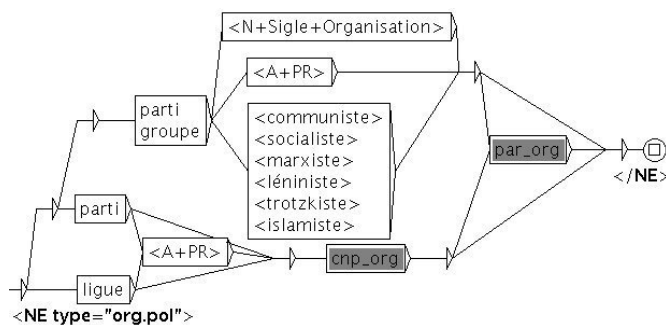 <N+Sigle+Organisation>
<A+PR>
parti
groupe
<communiste>
<socialiste>
<marxiste>
<léniniste>
<trotzkiste>
<islamiste>
par_org
</NE>
parti
<A+PR>
cnp_org
ligue
<NE type="org.pol">